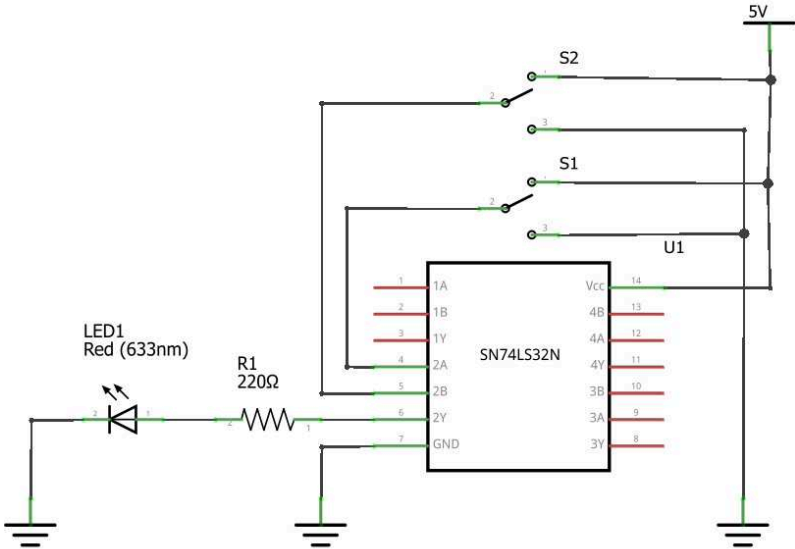 5V
S2
1
2
3
S1
1
2
3
U1
1 1A Vcc 14
2 1B 4B 13
3 1Y 4A 12
4 2A SN74LS32N 4Y 11
5 2B 3B 10
6 2Y 3A 9
7 GND 3Y 8
LED1
Red (633nm)
2 1
R1
220Ω
2 1